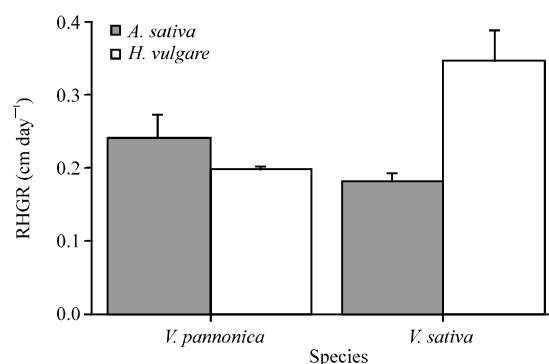 0.4
A. sativa
H. vulgare
0.3
0.2
0.1
0.0
RHGR (cm day⁻¹)
V. pannonica
V. sativa
Species